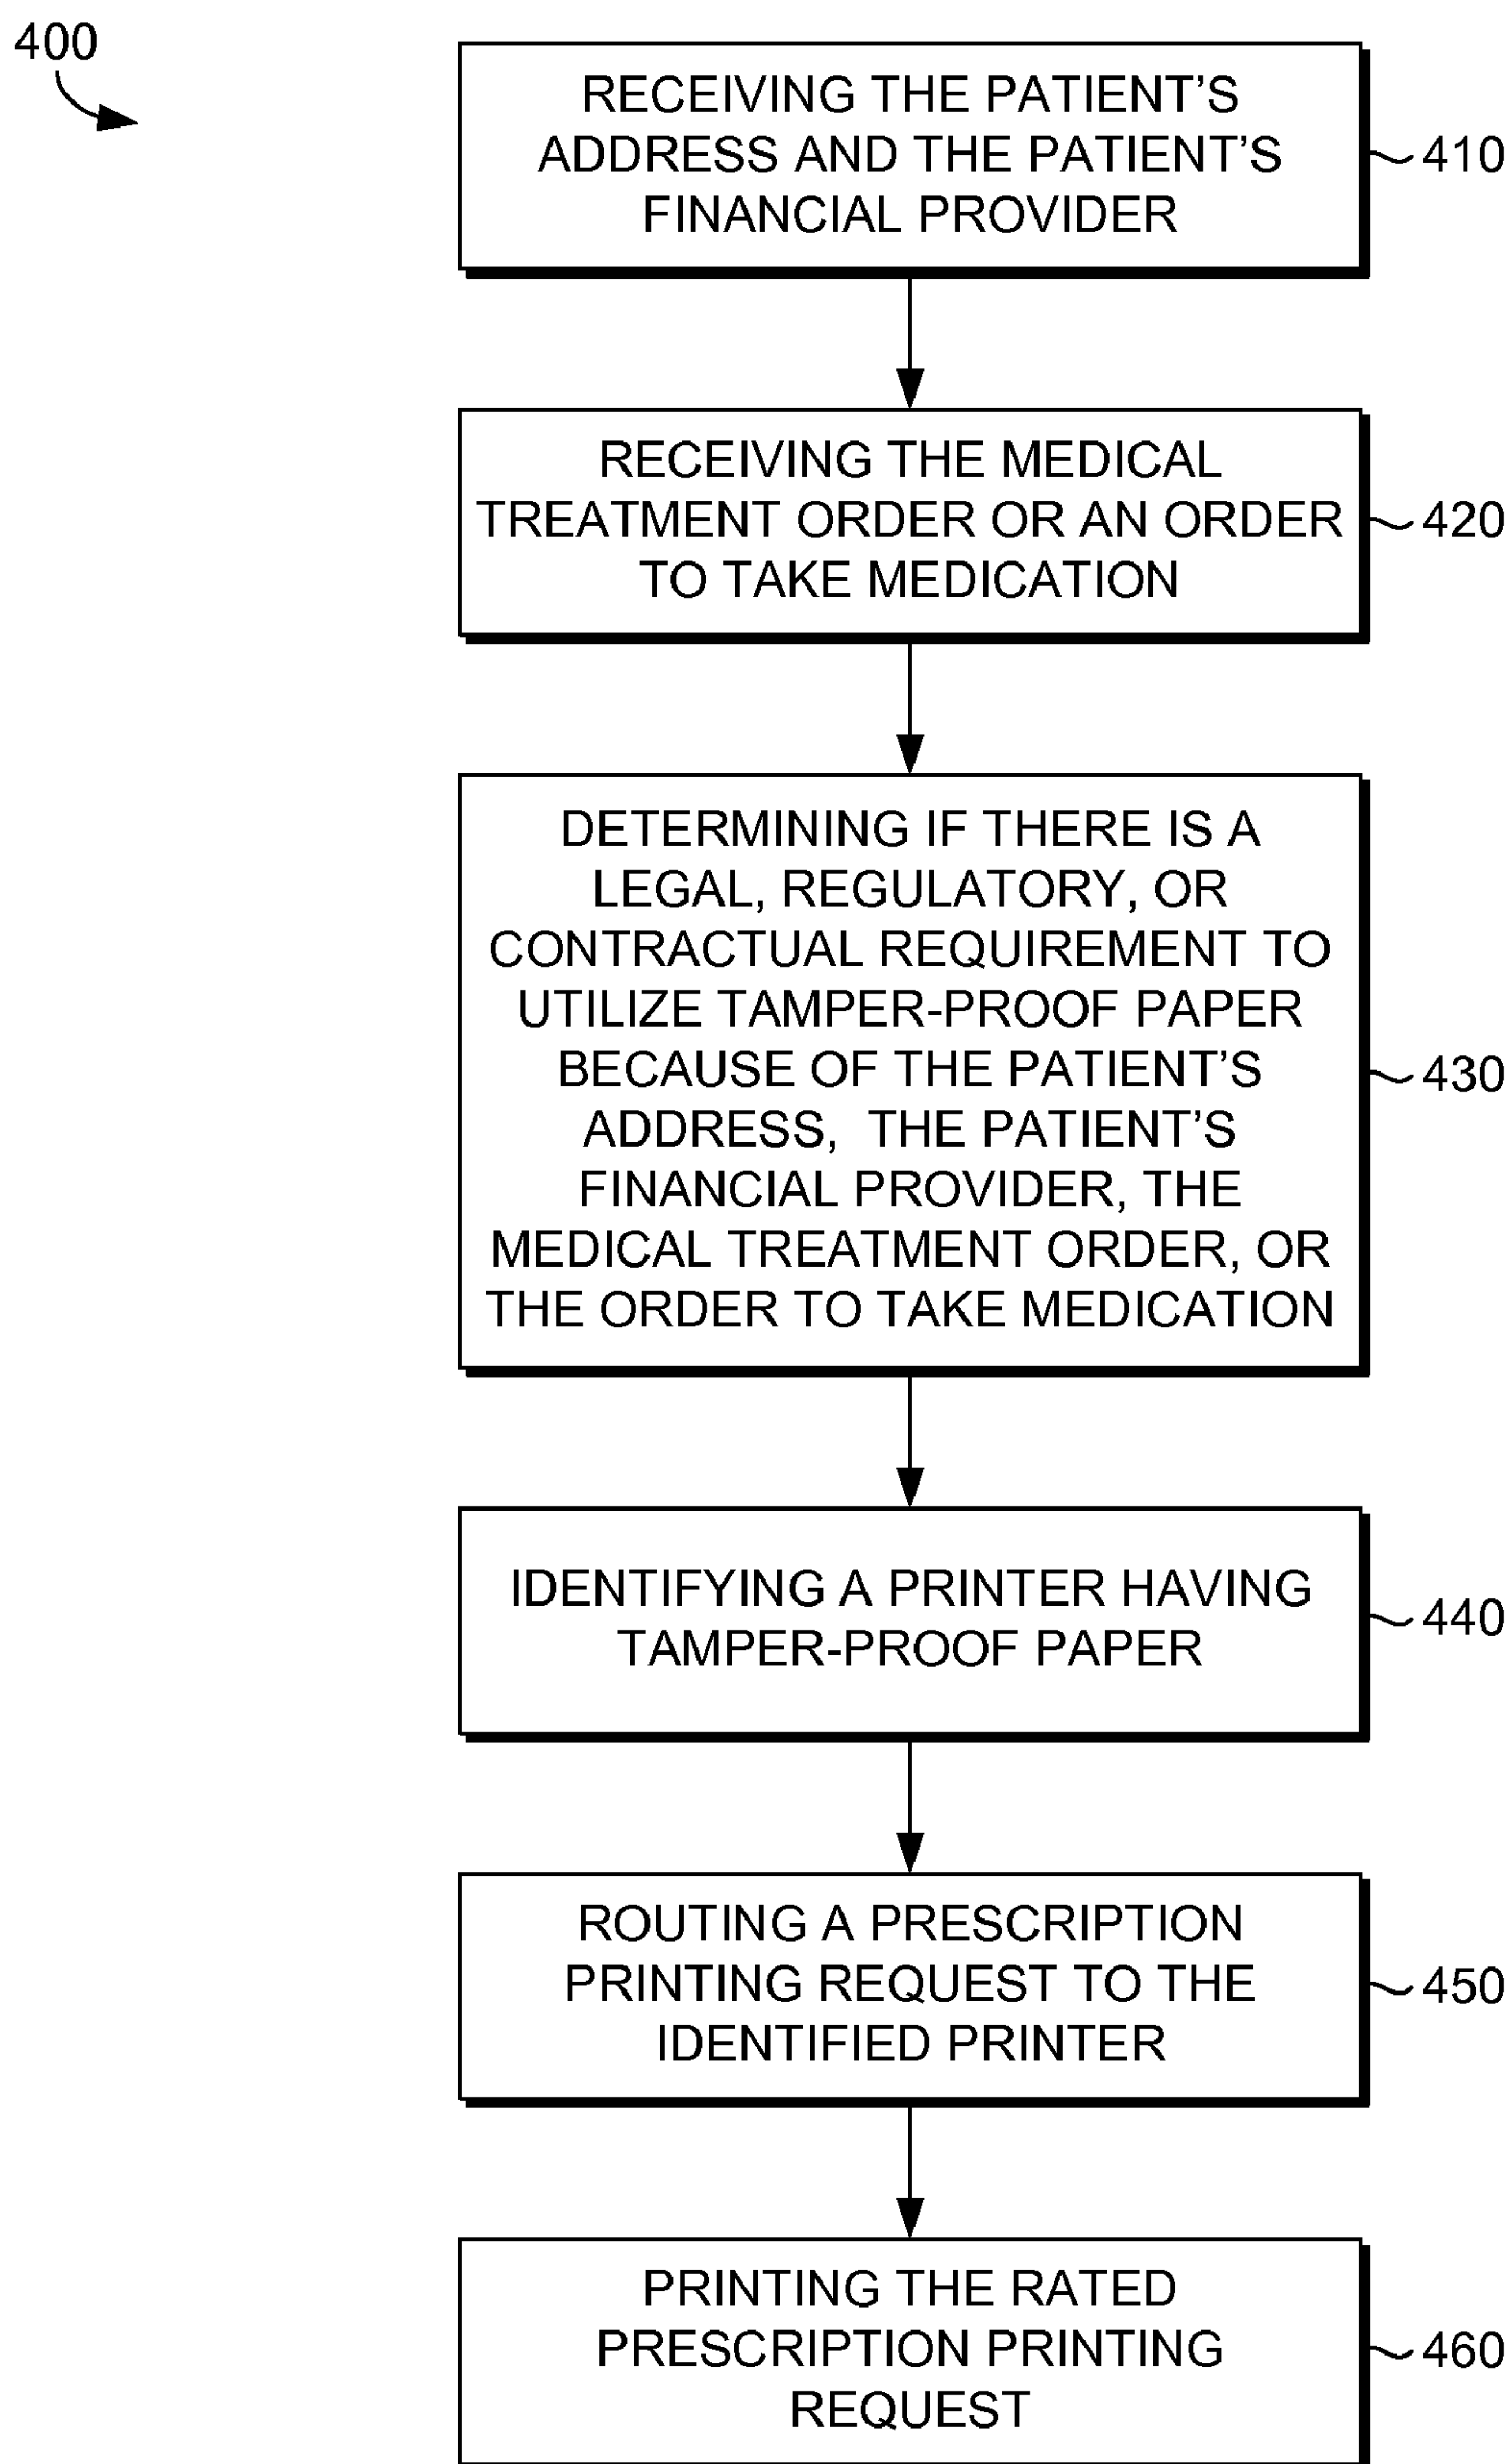 400
RECEIVING THE PATIENT'S
ADDRESS AND THE PATIENT'S
FINANCIAL PROVIDER
410
RECEIVING THE MEDICAL
TREATMENT ORDER OR AN ORDER
TO TAKE MEDICATION
420
DETERMINING IF THERE IS A
LEGAL, REGULATORY, OR
CONTRACTUAL REQUIREMENT TO
UTILIZE TAMPER-PROOF PAPER
BECAUSE OF THE PATIENT'S
ADDRESS, THE PATIENT'S
FINANCIAL PROVIDER, THE
MEDICAL TREATMENT ORDER, OR
THE ORDER TO TAKE MEDICATION
430
IDENTIFYING A PRINTER HAVING
TAMPER-PROOF PAPER
440
ROUTING A PRESCRIPTION
PRINTING REQUEST TO THE
IDENTIFIED PRINTER
450
PRINTING THE RATED
PRESCRIPTION PRINTING
REQUEST
460